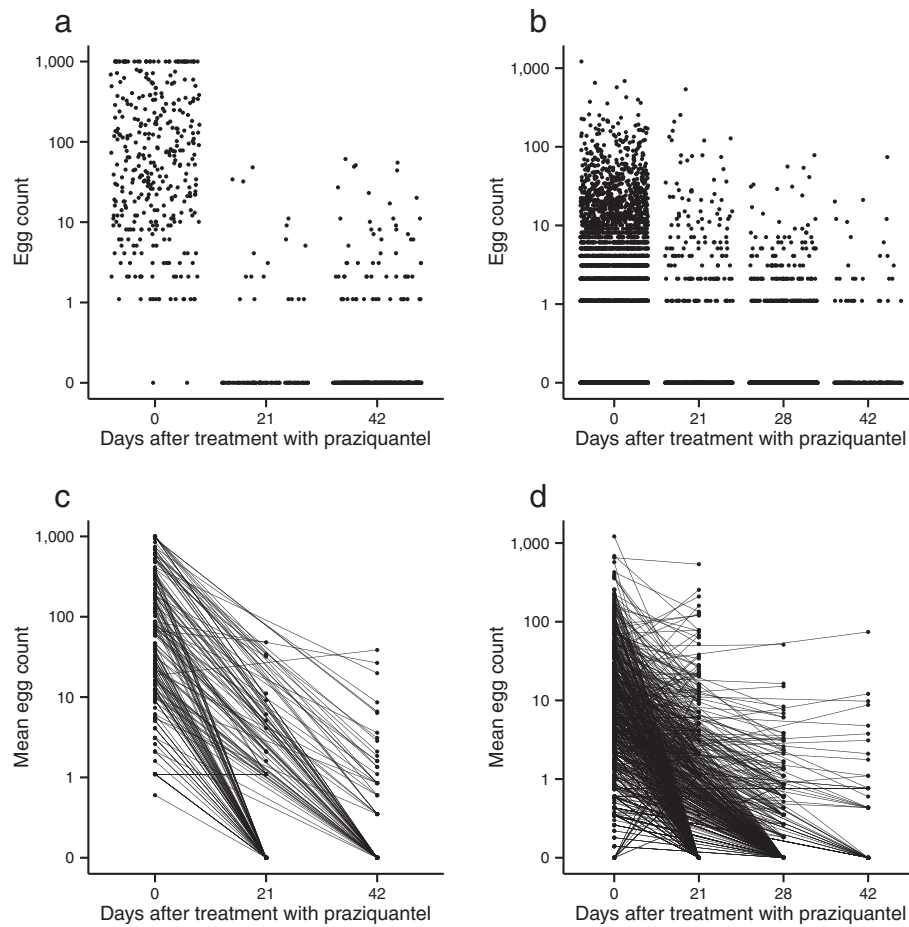 a
1,000
100
10
1
0
Egg count
0 21 42
Days after treatment with praziquantel
b
1,000
100
10
1
0
Egg count
0 21 28 42
Days after treatment with praziquantel
c
1,000
100
10
1
0
Mean egg count
0 21 42
Days after treatment with praziquantel
d
1,000
100
10
1
0
Mean egg count
0 21 28 42
Days after treatment with praziquantel